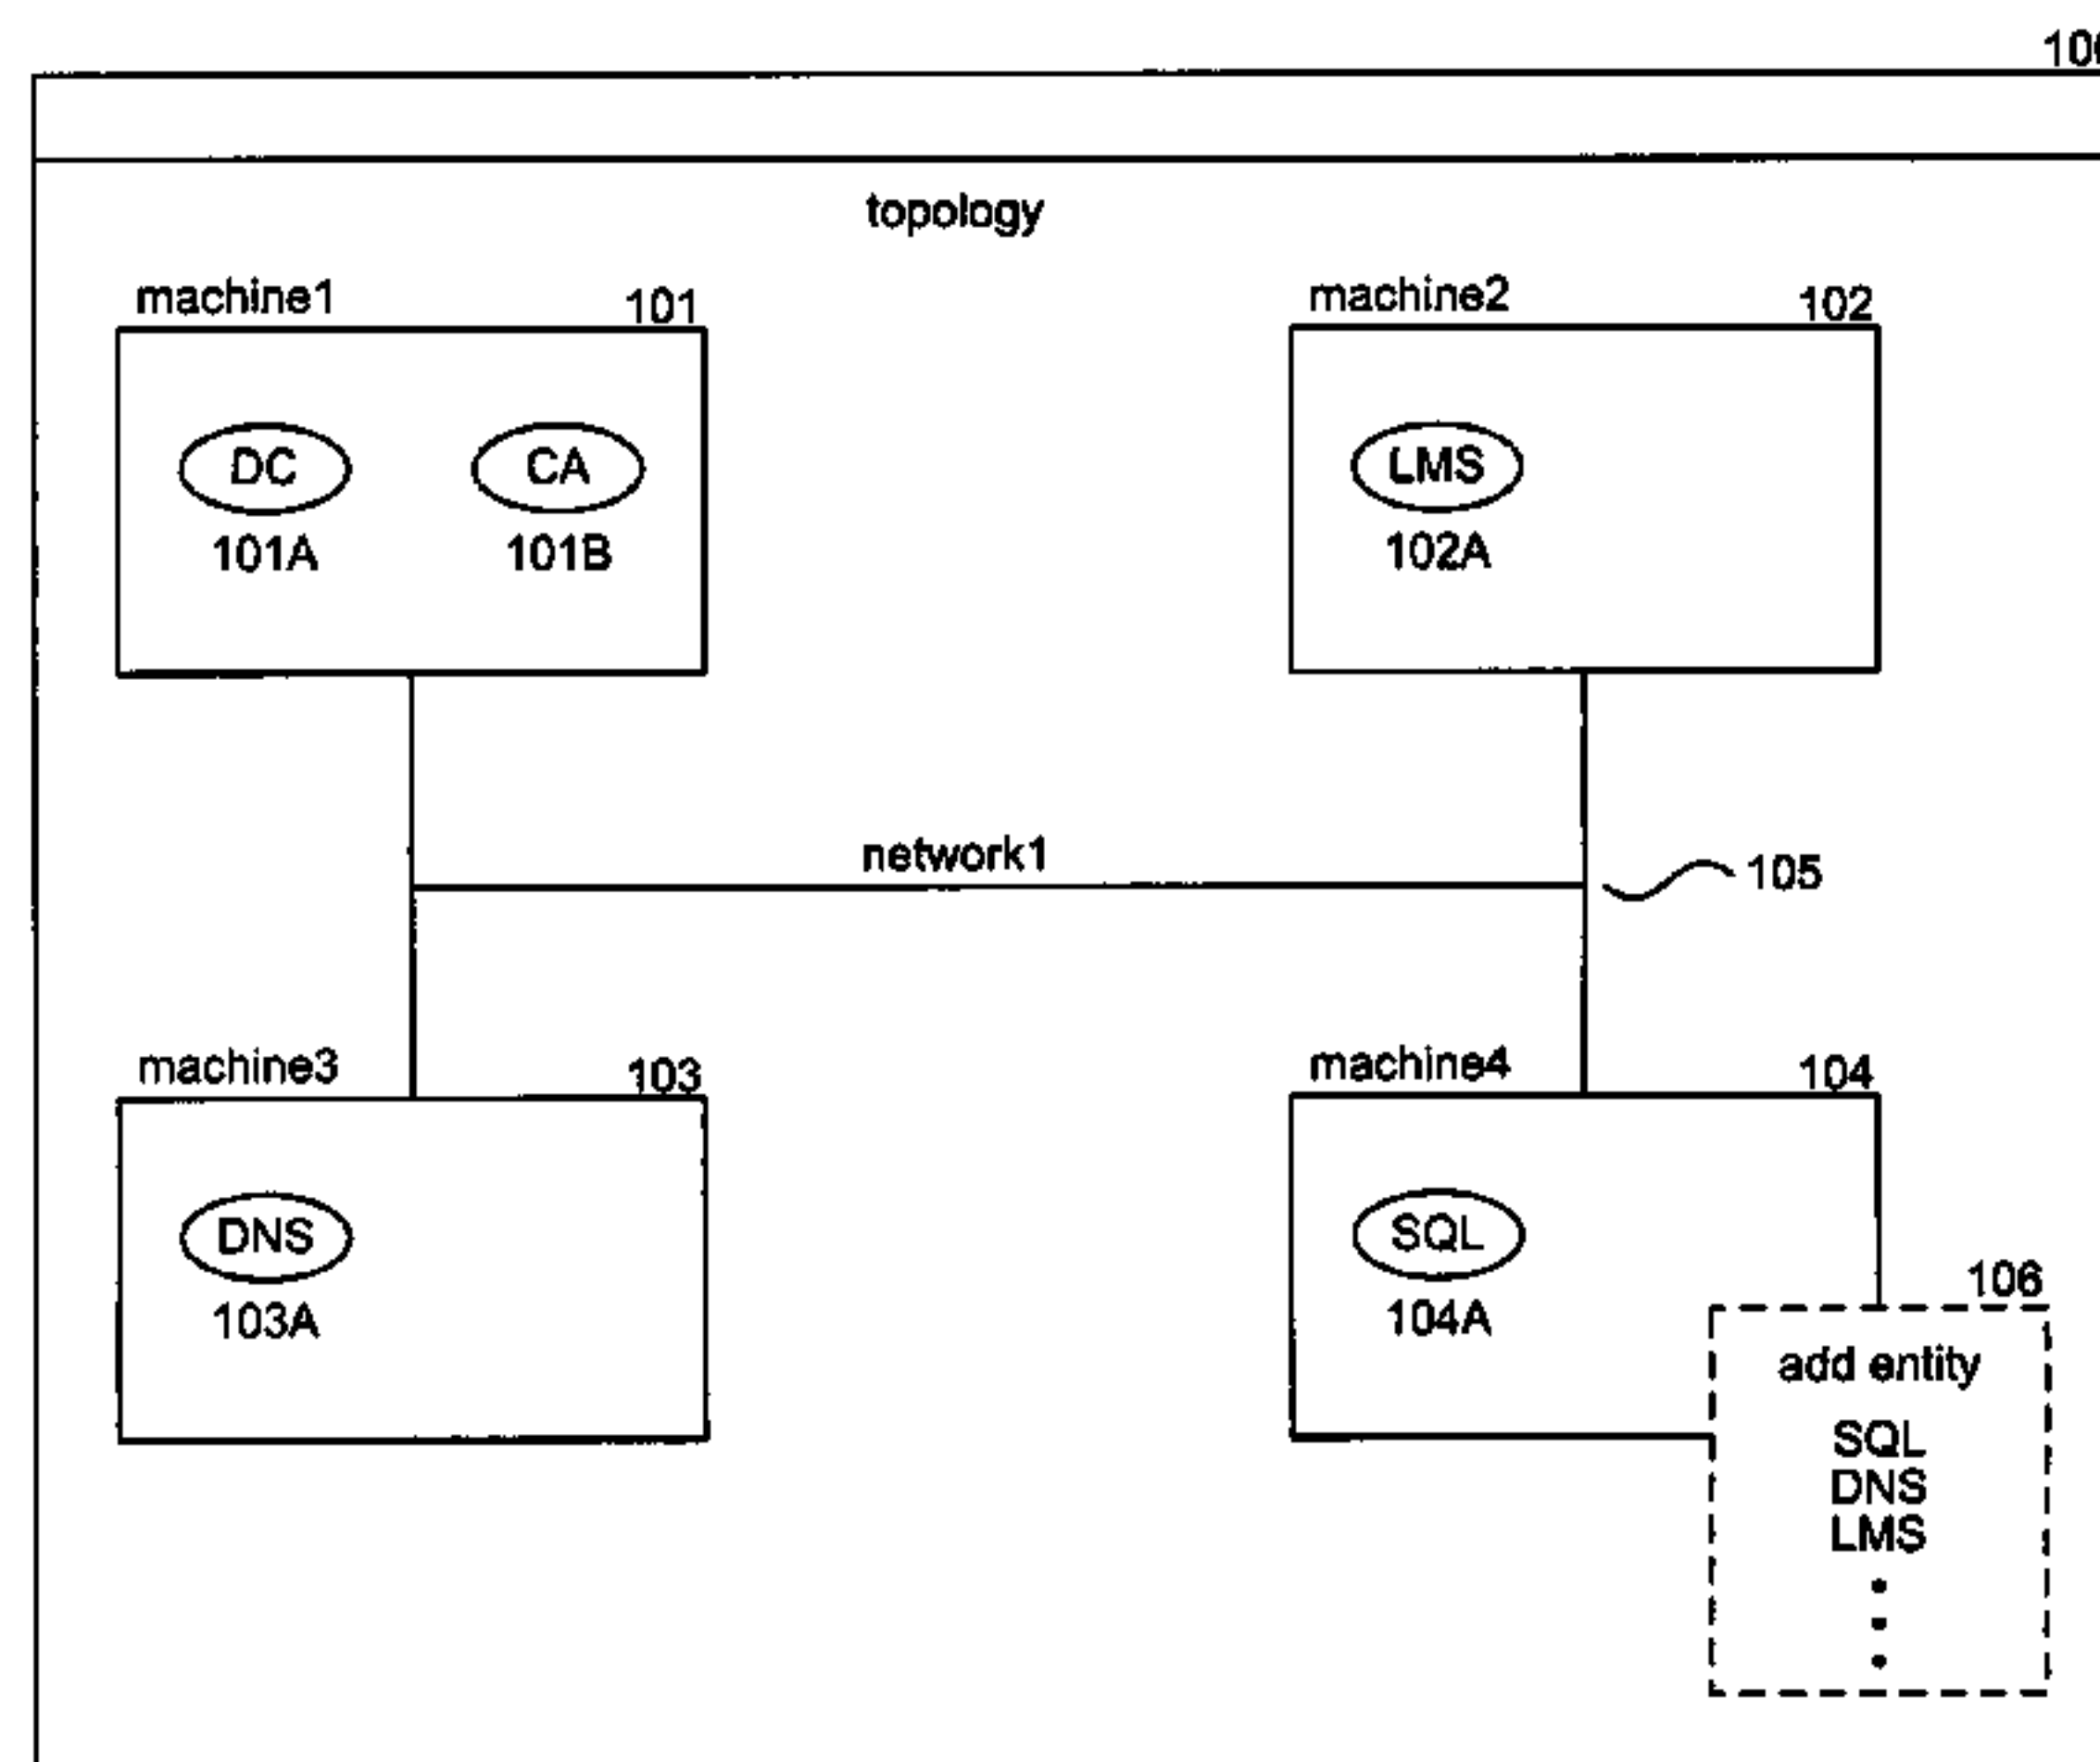 topology
machine1 101
machine2 102
DC
CA
LMS
101A
101B
102A
network1
105
machine3 103
machine4 104
DNS
SQL
103A
104A
106
add entity
SQL
DNS
LMS